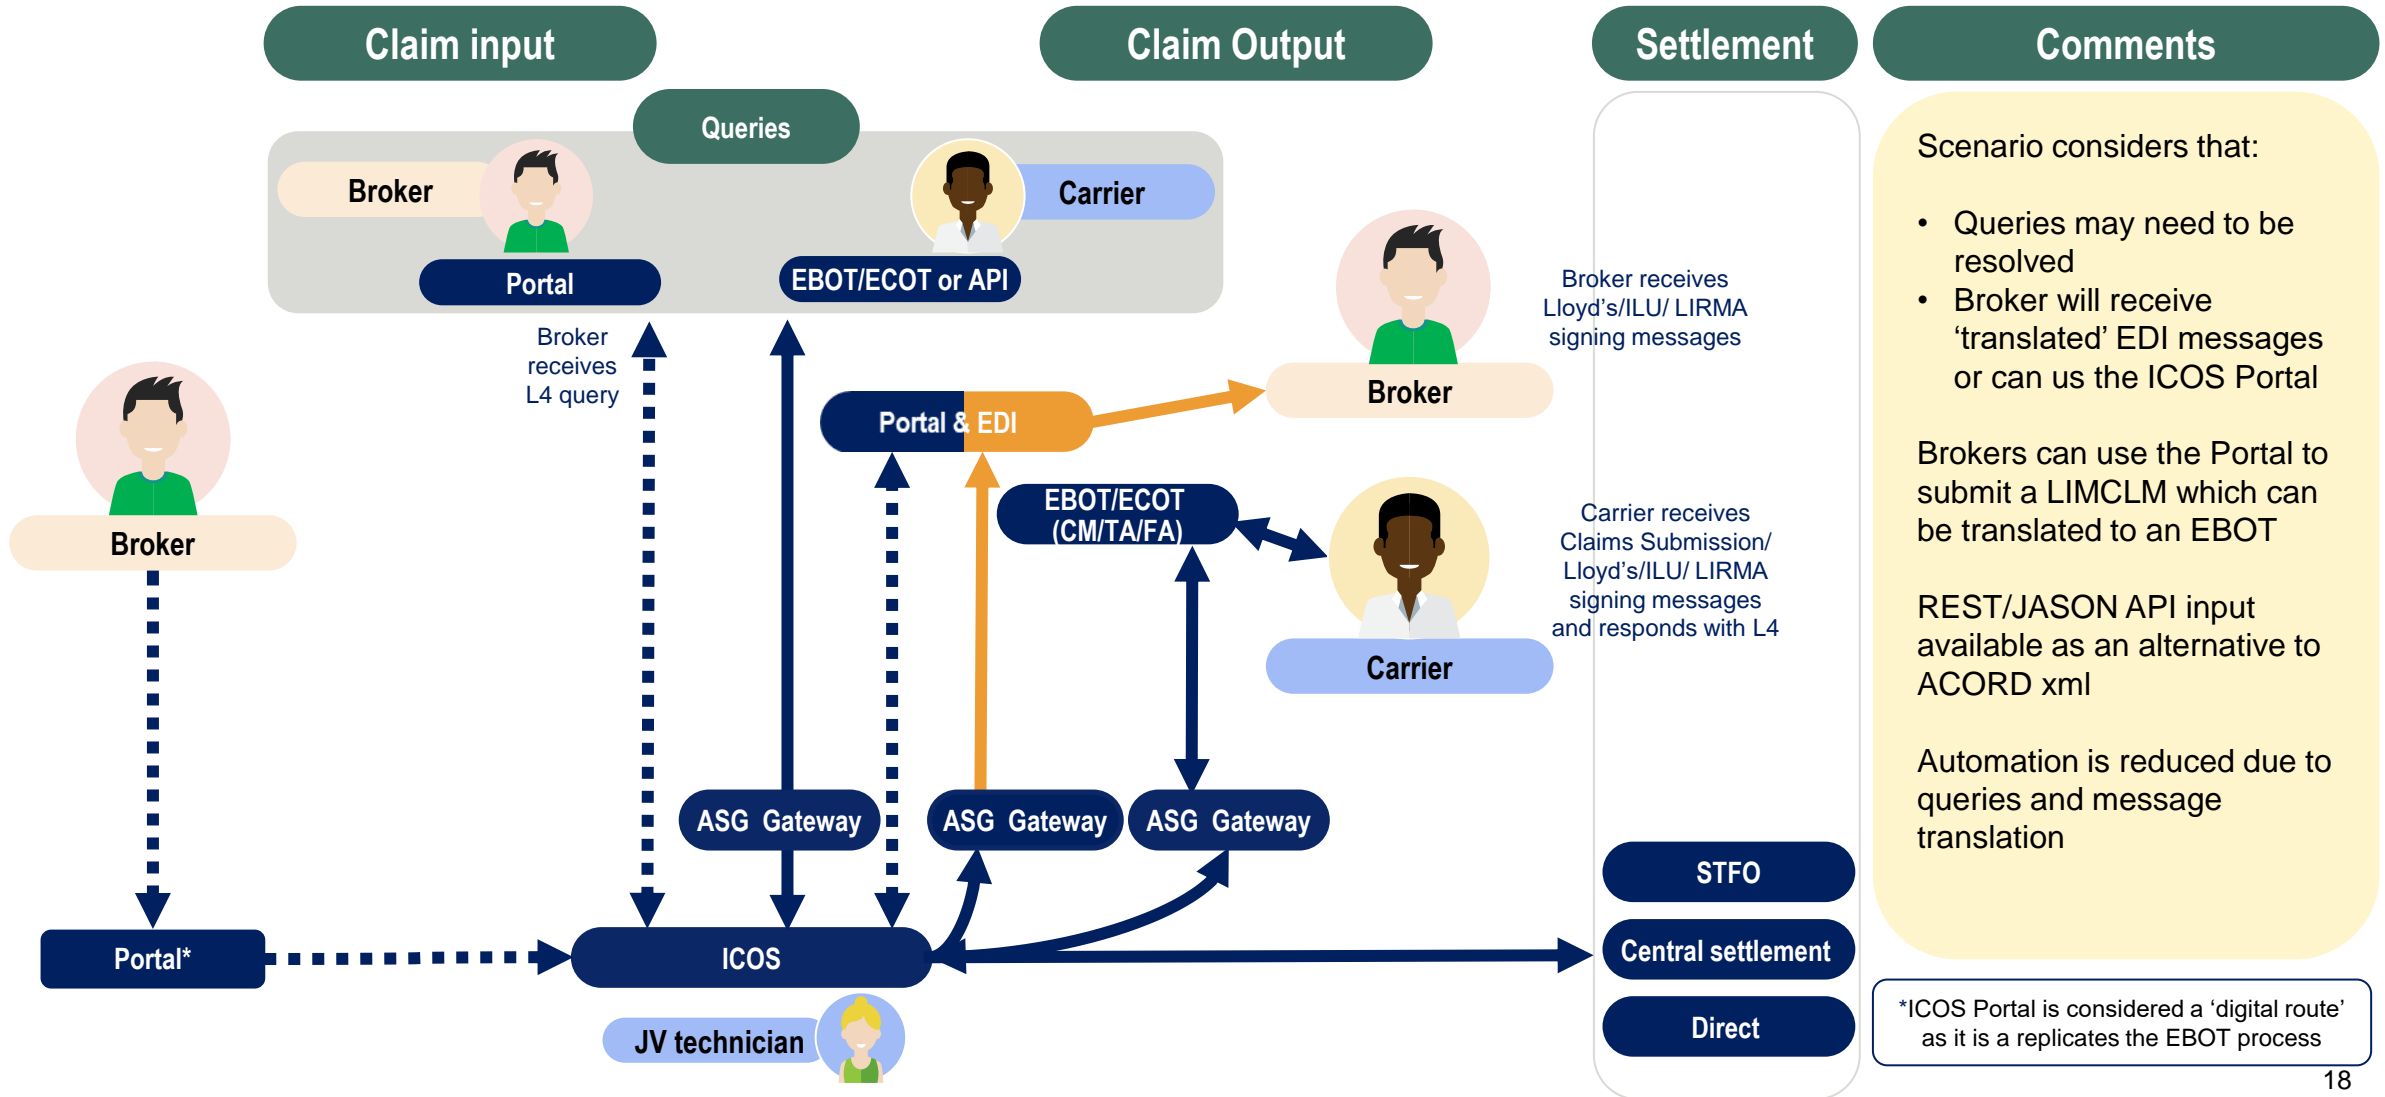 Claim input
Claim Output
Settlement
Comments
Queries
Broker
Carrier
Portal
EBOT/ECOT or API
Broker
receives
L4 query
Broker
Portal & EDI
Broker
Broker receives
Lloyd’s/ILU/ LIRMA
signing messages
EBOT/ECOT
(CM/TA/FA)
Carrier
Carrier receives
Claims Submission/
Lloyd’s/ILU/ LIRMA
signing messages
and responds with L4
ASG Gateway
ASG Gateway
ASG Gateway
Portal*
ICOS
JV technician
STFO
Central settlement
Direct
Scenario considers that:
• Queries may need to be
resolved
• Broker will receive
‘translated’ EDI messages
or can us the ICOS Portal
Brokers can use the Portal to
submit a LIMCLM which can
be translated to an EBOT
REST/JASON API input
available as an alternative to
ACORD xml
Automation is reduced due to
queries and message
translation
*ICOS Portal is considered a ‘digital route’
as it is a replicates the EBOT process
18